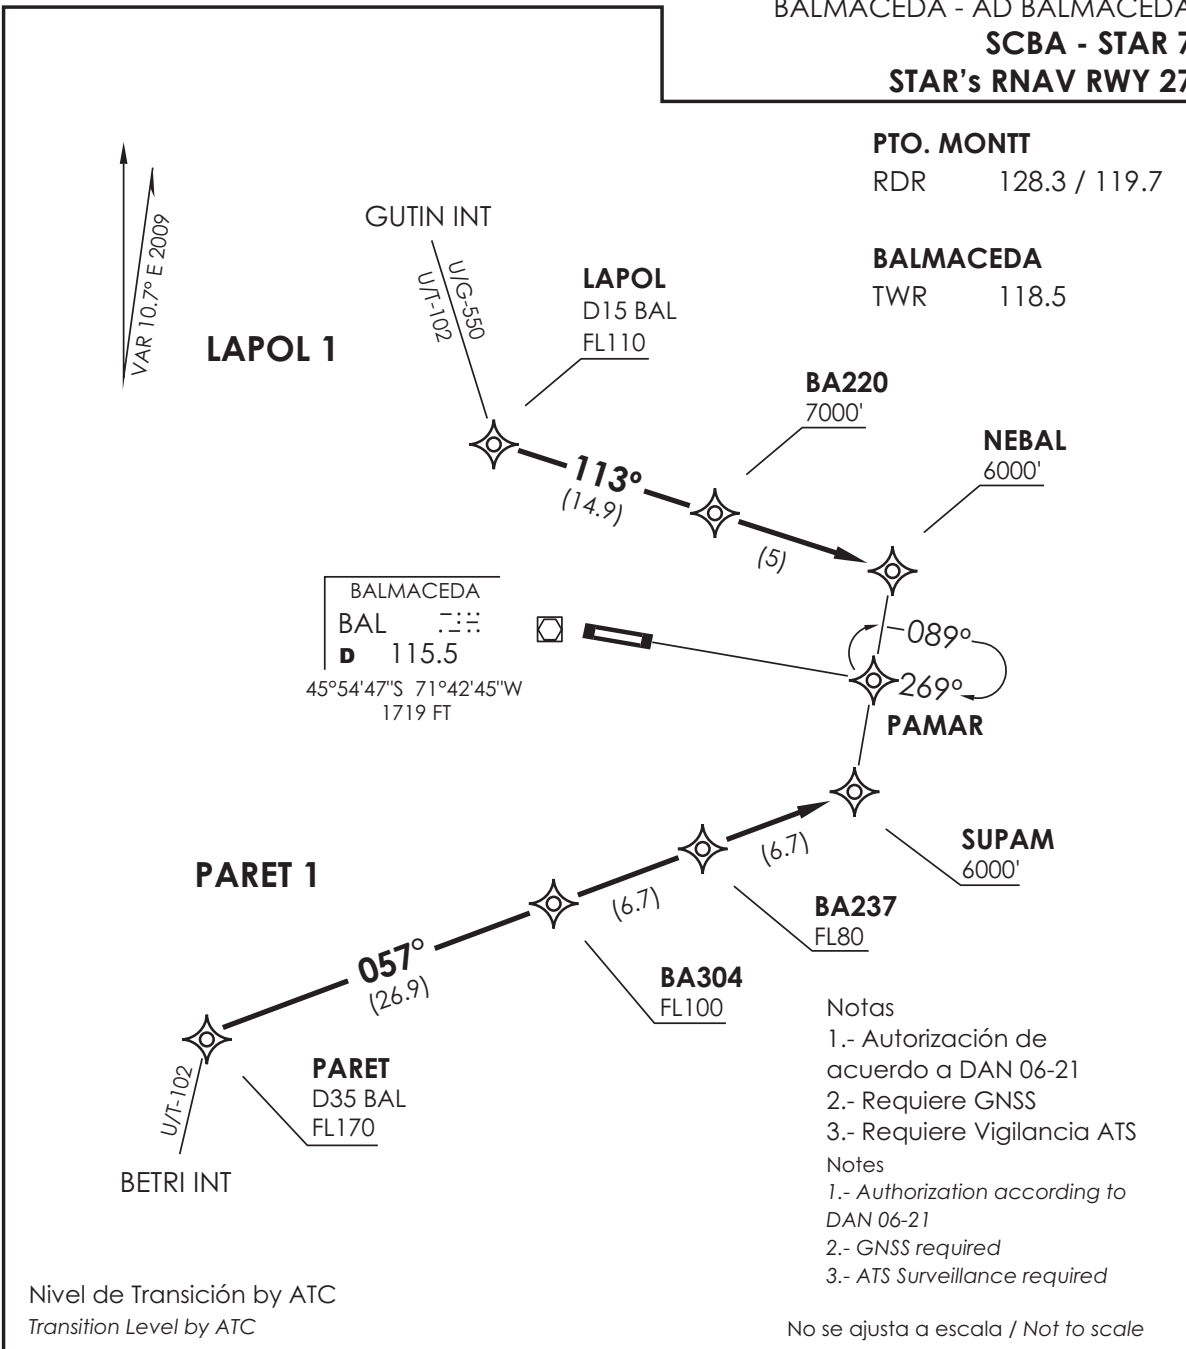 BALMACEDA - AD BALMACEDA
SCBA - STAR 7
STAR's RNAV RWY 27
PTO. MONTT
RDR 128.3 / 119.7
BALMACEDA
TWR 118.5
VAR 10.7º E 2009
GUTIN INT
U/G-550
U/T-102
LAPOL 1
LAPOL
D15 BAL
FL110
BA220
7000'
NEBAL
6000'
113º
(14.9)
(5)
BALMACEDA
BAL
D 115.5
45°54'47"S 71°42'45"W
1719 FT
089º
269º
PAMAR
SUPAM
6000'
PARET 1
(6.7)
(6.7)
BA237
FL80
BA304
FL100
057°
(26.9)
PARET
D35 BAL
FL170
U/T-102
BETRI INT
Notas
1.- Autorización de
acuerdo a DAN 06-21
2.- Requiere GNSS
3.- Requiere Vigilancia ATS
Notes
1.- Authorization according to
DAN 06-21
2.- GNSS required
3.- ATS Surveillance required
Nivel de Transición by ATC
Transition Level by ATC
No se ajusta a escala / Not to scale